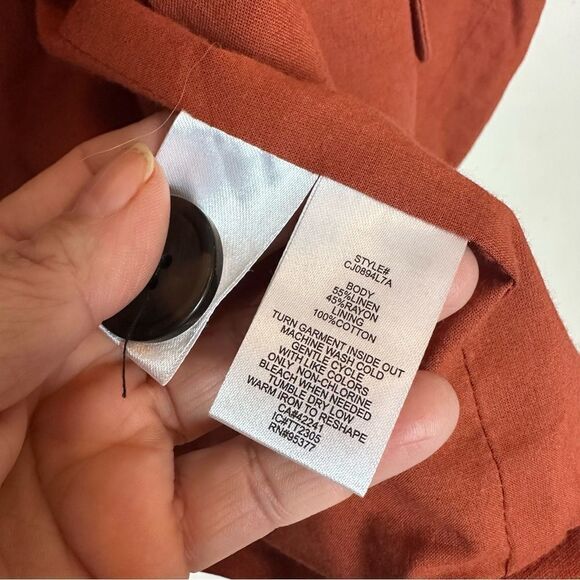 STYLE#
CJ0894L7A
BODY
55%LINEN
45%RAYON
LINING
100%COTTON
TURN GARMENT INSIDE OUT
MACHINE WASH COLD
GENTLE CYCLE
WITH LIKE COLORS
ONLY NON-CHLORINE
BLEACH WHEN NEEDED
TUMBLE DRY LOW
WARM IRON TO RESHAPE
CA#42241
IC#TT2305
RN#95377